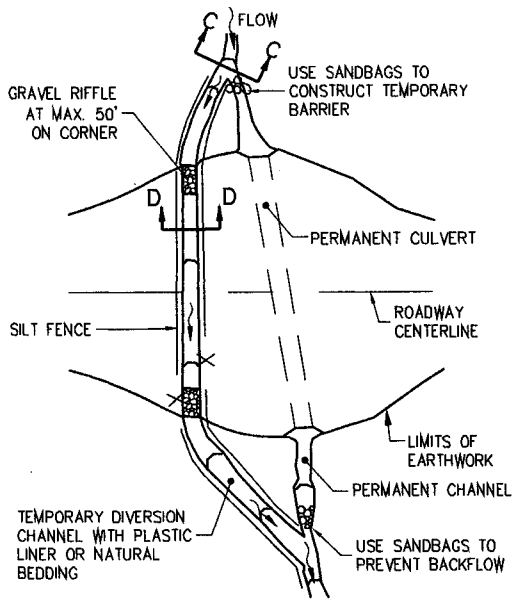 FLOW
C
C
USE SANDBAGS TO
CONSTRUCT TEMPORARY
BARRIER
GRAVEL RIFFLE
AT MAX. 50'
ON CORNER
D
D
PERMANENT CULVERT
ROADWAY
CENTERLINE
SILT FENCE
LIMITS OF
EARTHWORK
PERMANENT CHANNEL
TEMPORARY DIVERSION
CHANNEL WITH PLASTIC
LINER OR NATURAL
BEDDING
USE SANDBAGS TO
PREVENT BACKFLOW